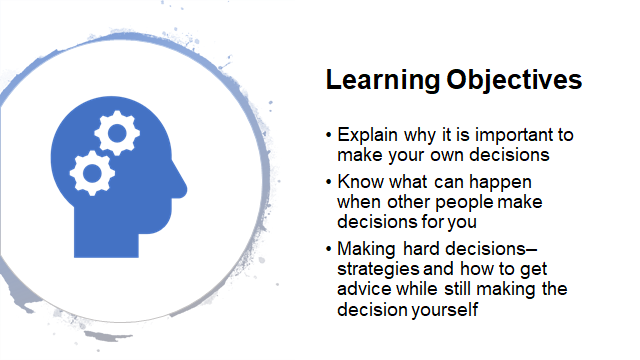 Learning Objectives
• Explain why it is important to
make your own decisions
• Know what can happen
when other people make
decisions for you
• Making hard decisions–
strategies and how to get
advice while still making the
decision yourself